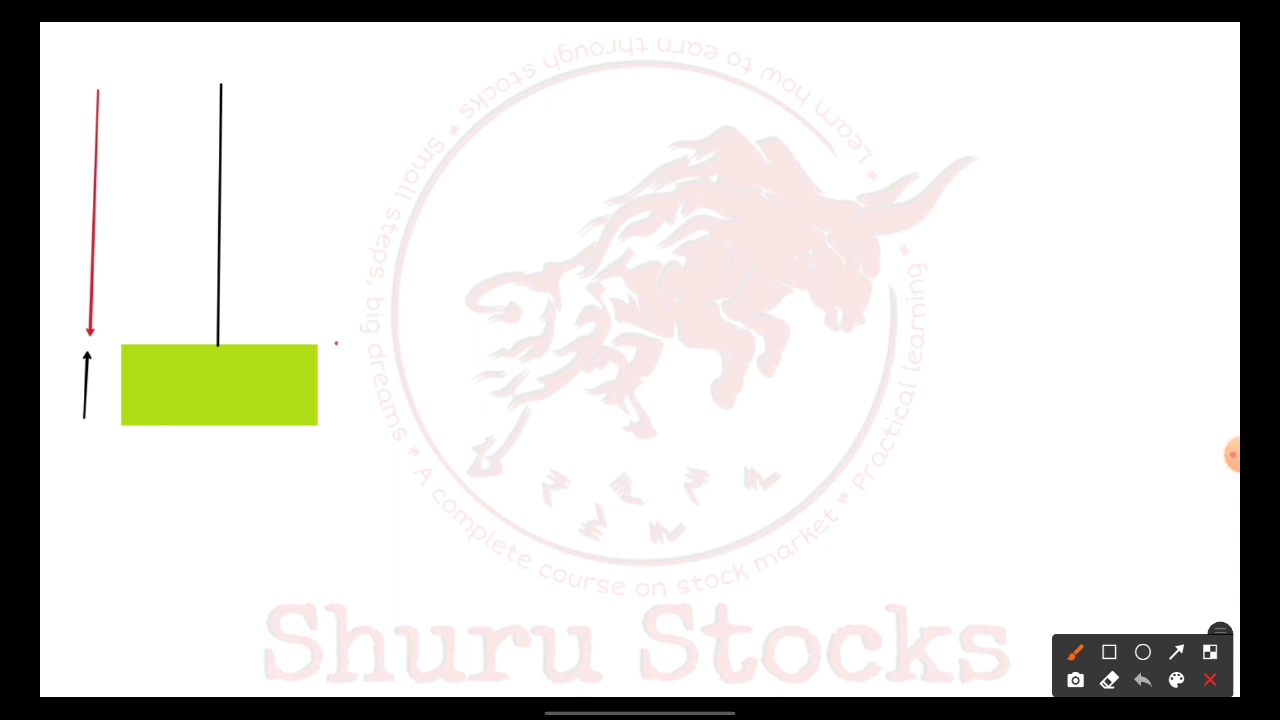 * Learn how to earn through stocks * Small steps, big dreams * A complete course on stock market * Practical learning
Shuru Stocks